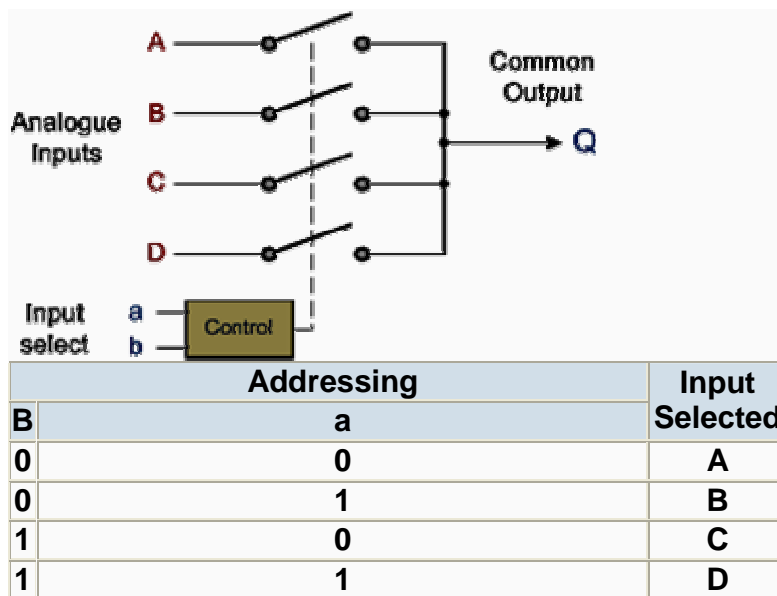 A
Common
Output
B
Analogue
Inputs
Q
C
D
Input
select
a
b
Control
Addressing
Input
Selected
B
a
0 0 A
0 1 B
1 0 C
1 1 D